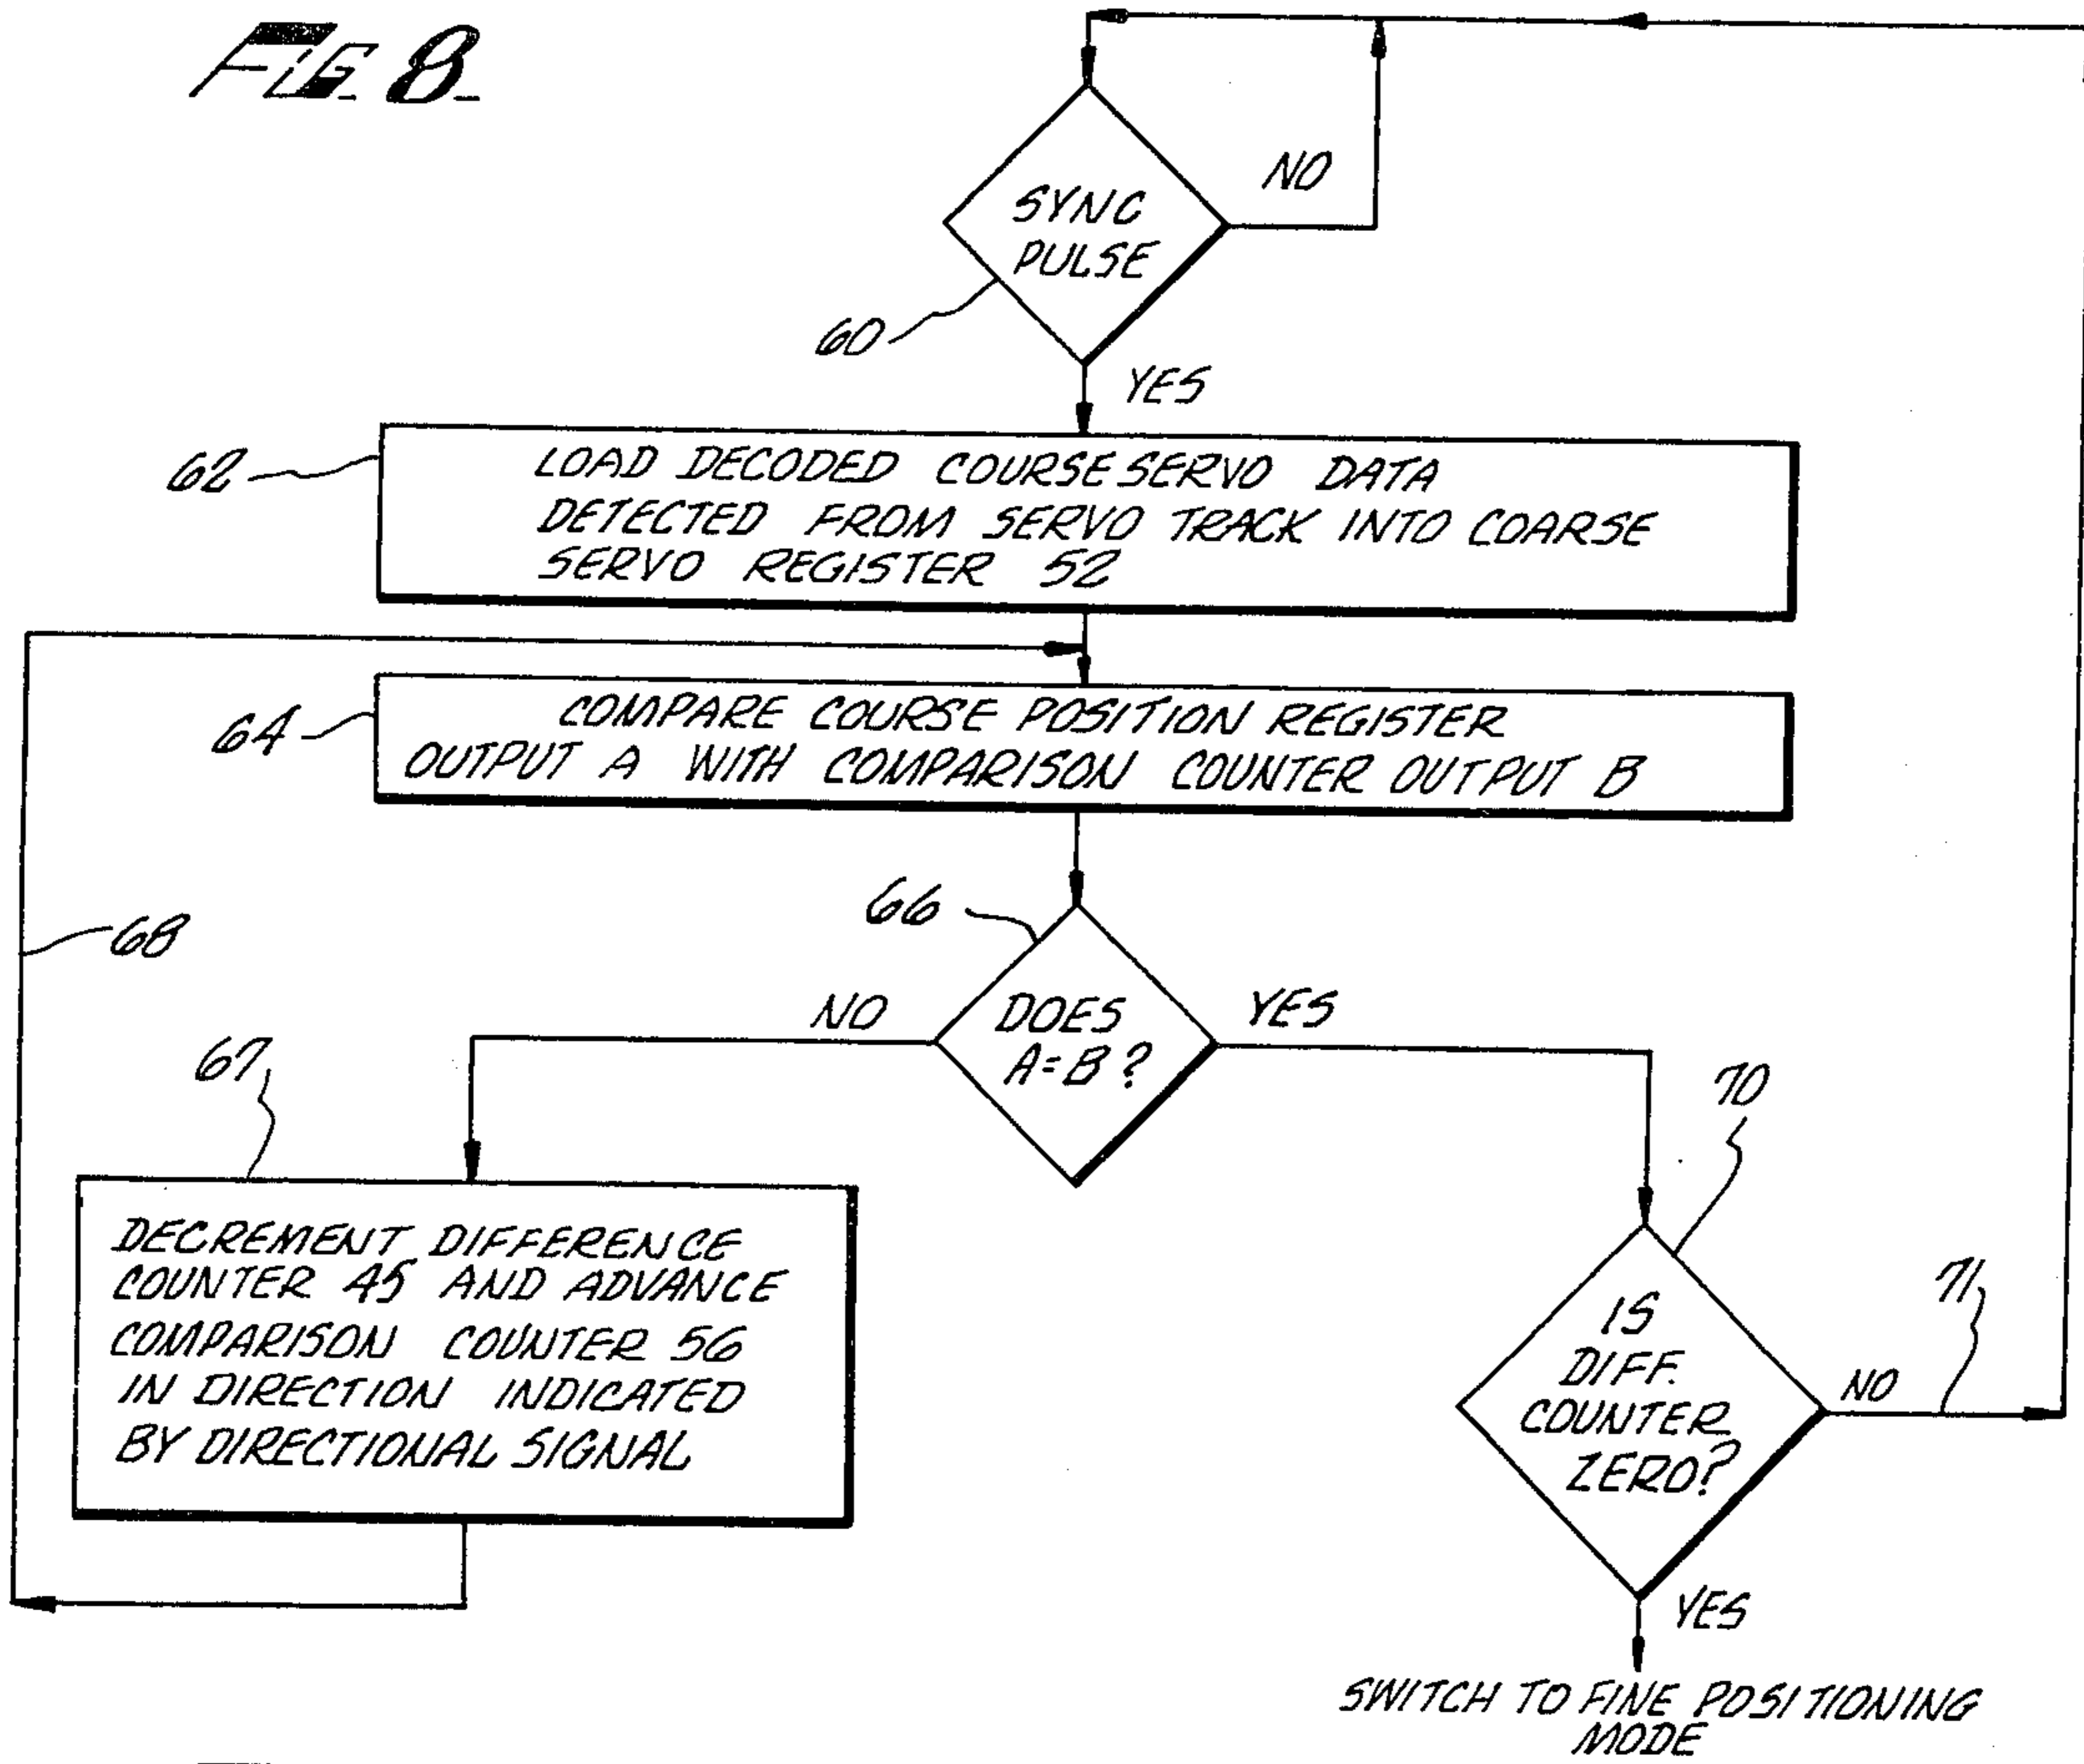 FIG. 8
NO
SYNC
PULSE
60
YES
62
LOAD DECODED COURSE SERVO DATA
DETECTED FROM SERVO TRACK INTO COARSE
SERVO REGISTER 52
64
COMPARE COURSE POSITION REGISTER
OUTPUT A WITH COMPARISON COUNTER OUTPUT B
66
68
NO
DOES
A=B?
YES
67
70
DECREMENT DIFFERENCE
COUNTER 45 AND ADVANCE
COMPARISON COUNTER 56
IN DIRECTION INDICATED
BY DIRECTIONAL SIGNAL
IS
DIFF.
COUNTER
ZERO?
71
NO
YES
SWITCH TO FINE POSITIONING
MODE